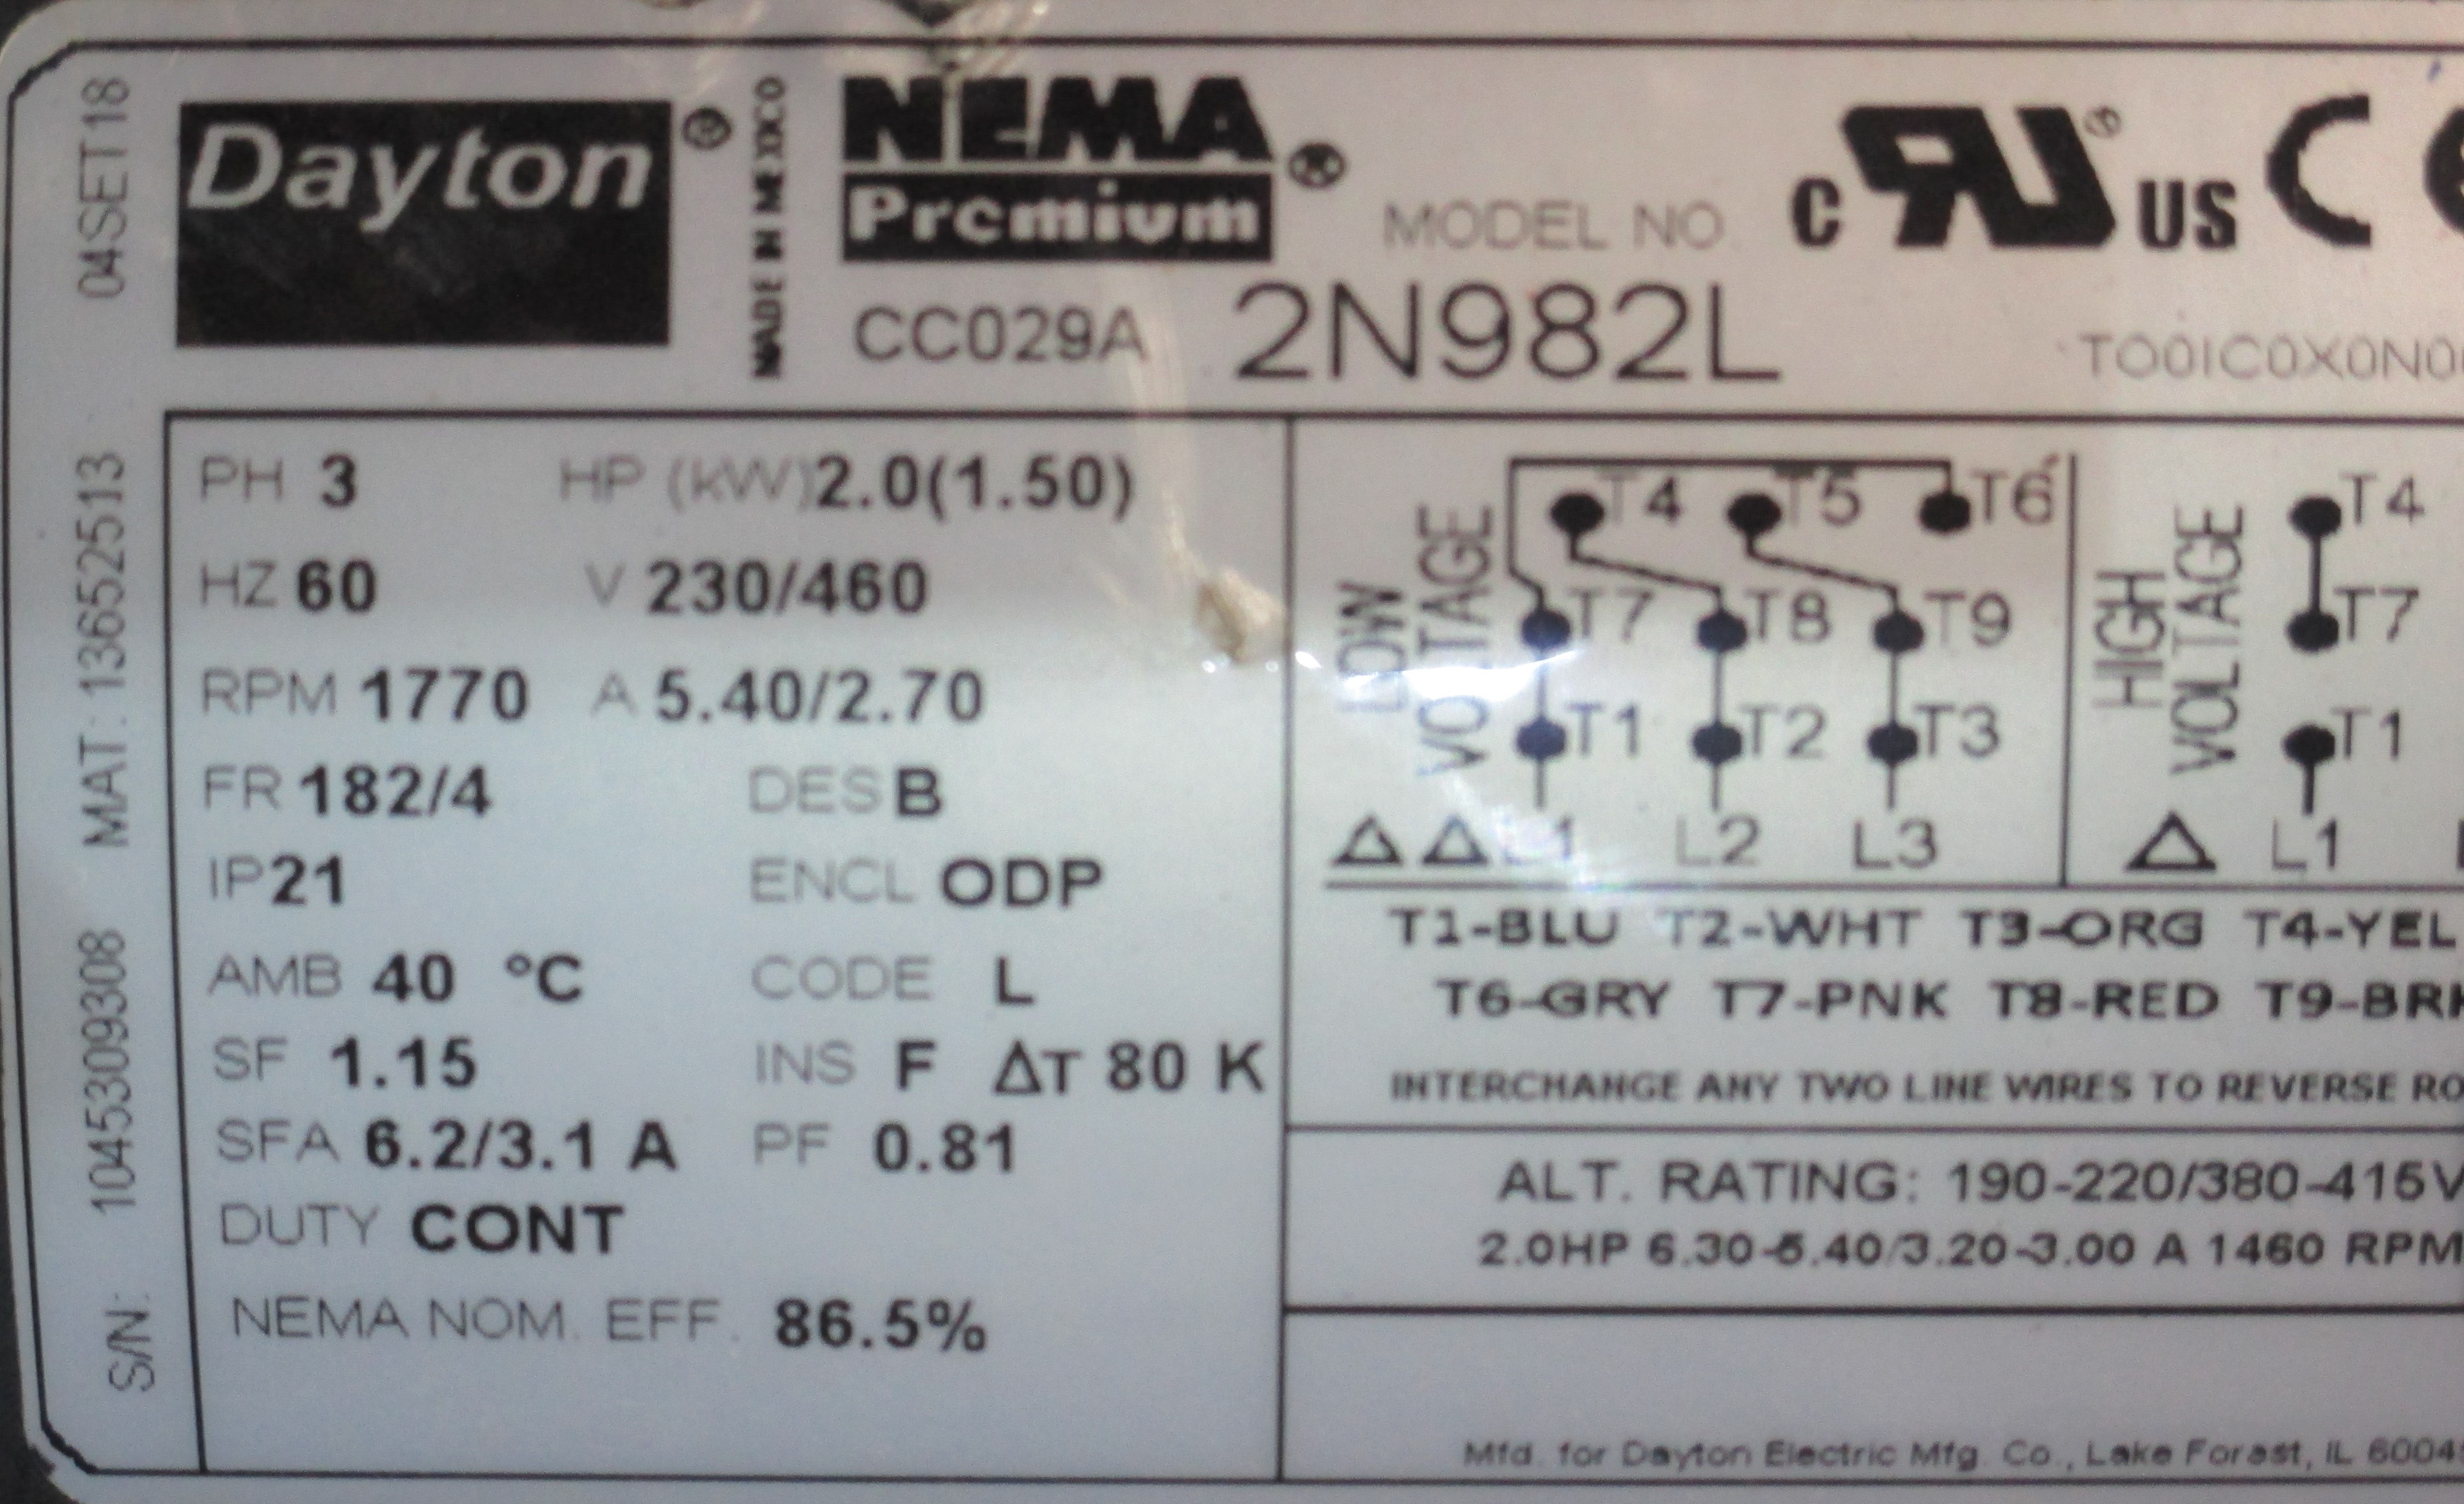 04SET18
MAT: 13652513
S/N: 1045309308
Dayton®
MADE IN MEXICO
NEMA
Premium®
MODEL NO.
C US
CC029A 2N982L
PH 3 HP (kW) 2.0(1.50)
HZ 60 V 230/460
RPM 1770 A 5.40/2.70
FR 182/4 DES B
IP21 ENCL ODP
AMB 40 °C CODE L
SF 1.15 INS F ΔT 80 K
SFA 6.2/3.1 A PF 0.81
DUTY CONT
NEMA NOM. EFF. 86.5%
LOW VOLTAGE
T4 T5 T6
T7 T8 T9
T1 T2 T3
ΔΔ L1 L2 L3
HIGH VOLTAGE
T4
T7
T1
Δ L1
T1-BLU T2-WHT T3-ORG T4-YEL
T6-GRY T7-PNK T8-RED
INTERCHANGE ANY TWO LINE WIRES TO REVERSE
ALT. RATING: 190-220/380-415V
2.0HP 6.30-5.40/3.20-3.00 A 1460 RPM
Mfd. for Dayton Electric Mfg. Co., Lake Forest, IL